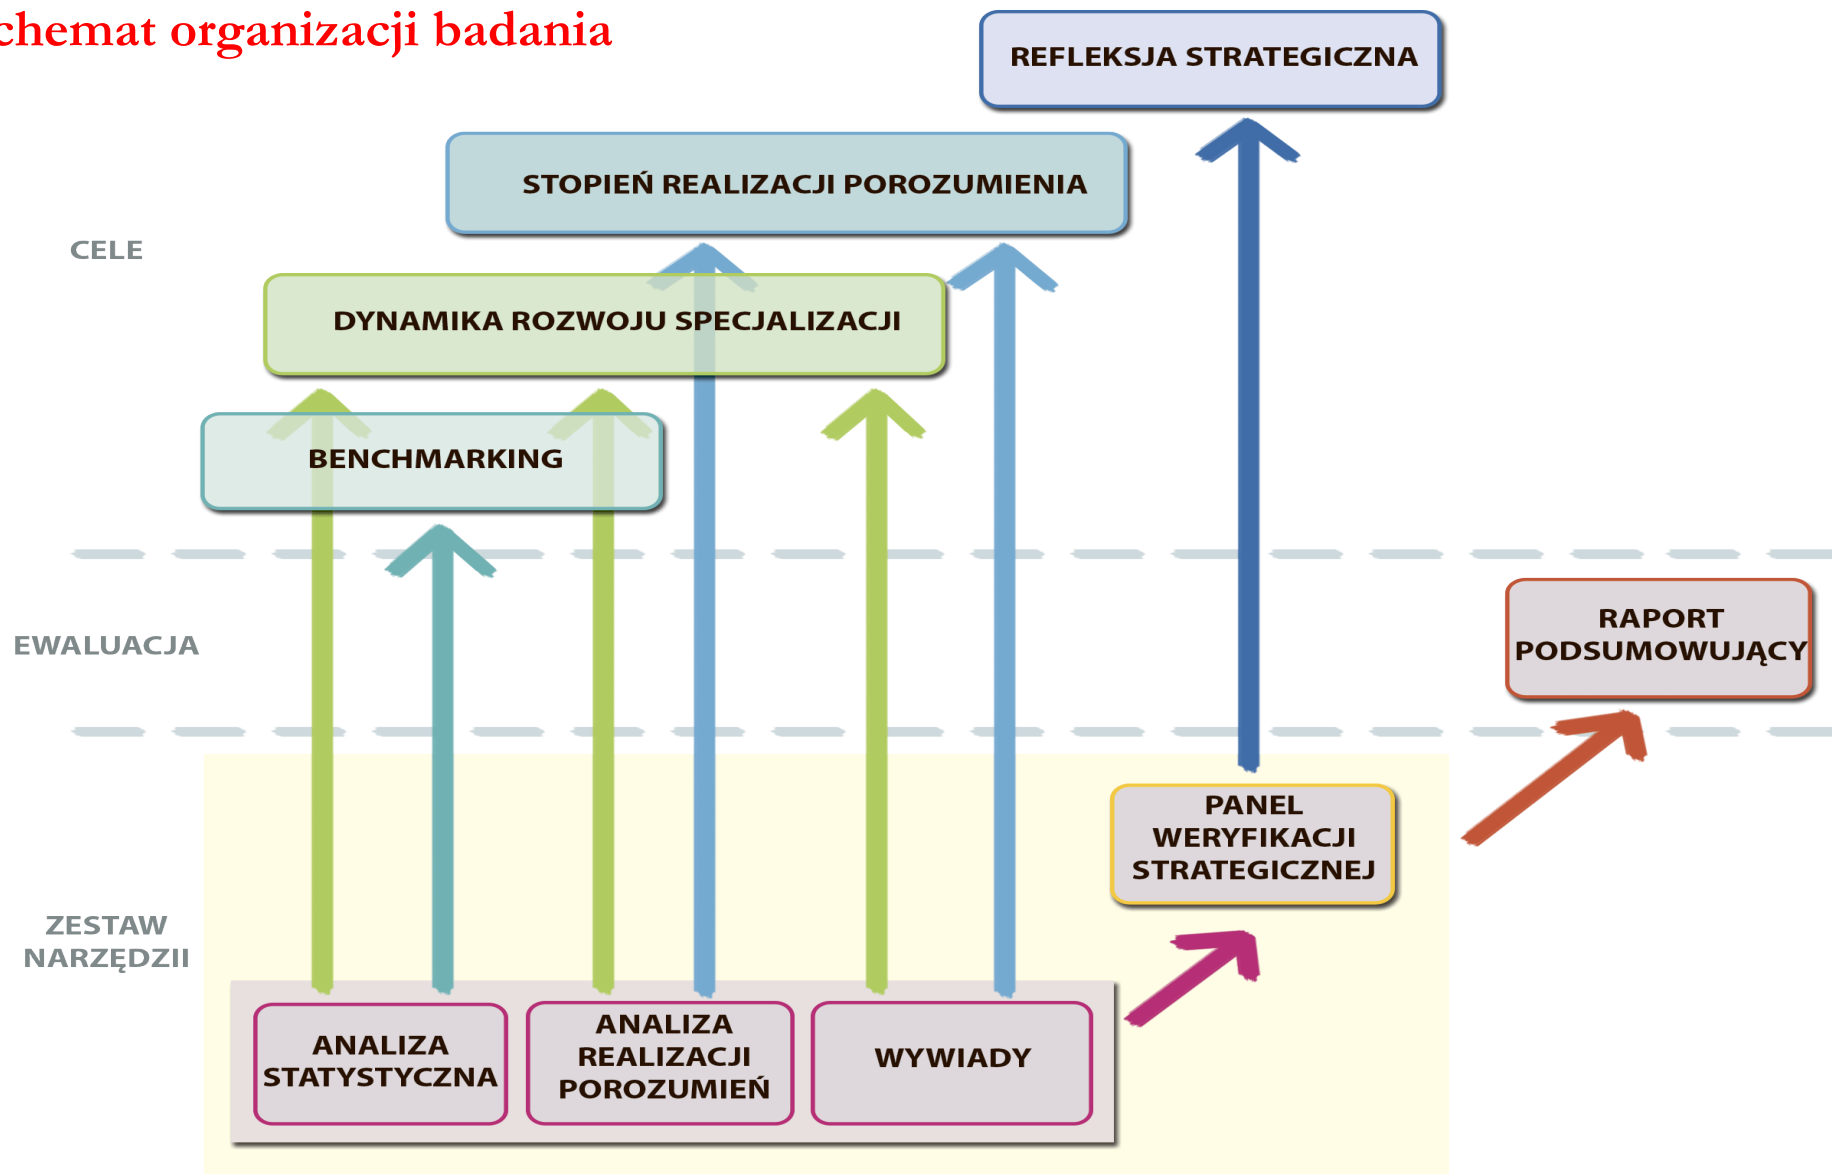 chemat organizacji badania
REFLEKSJA STRATEGICZNA
STOPIEŃ REALIZACJI POROZUMIENIA
CELE
DYNAMIKA ROZWOJU SPECJALIZACJI
BENCHMARKING
EWALUACJA
RAPORT
PODSUMOWUJĄCY
PANEL
WERYFIKACJI
STRATEGICZNEJ
ZESTAW
NARZĘDZII
ANALIZA
STATYSTYCZNA
ANALIZA
REALIZACJI
POROZUMIEŃ
WYWIADY